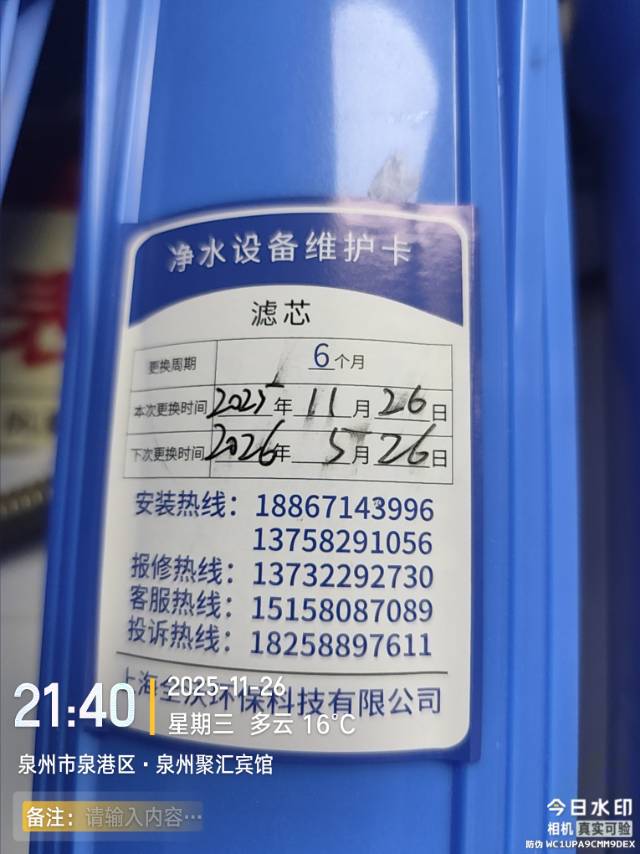 净水设备维护卡
滤芯
更换周期 6个月
本次更换时间 2025年 11月 26日
下次更换时间 2026年 5月 26日
安装热线：18867143996
13758291056
报修热线：13732292730
客服热线：15158087089
投诉热线：18258897611
上海 环保科技有限公司
21:40
2025-11-26
星期三 多云 16℃
泉州市泉港区·泉州聚汇宾馆
备注：请输入内容…
今日水印
相机 真实可验
防伪 WC1UPA9CMM9DEX